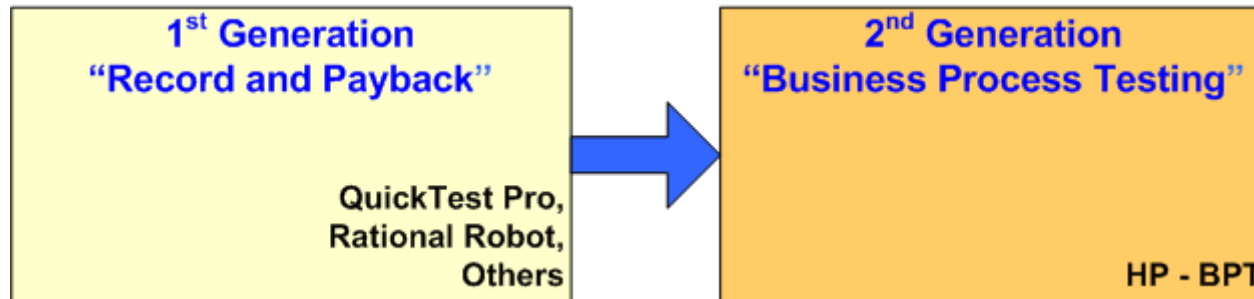 1st Generation
“Record and Payback”
QuickTest Pro,
Rational Robot,
Others
2nd Generation
“Business Process Testing”
HP - BPT